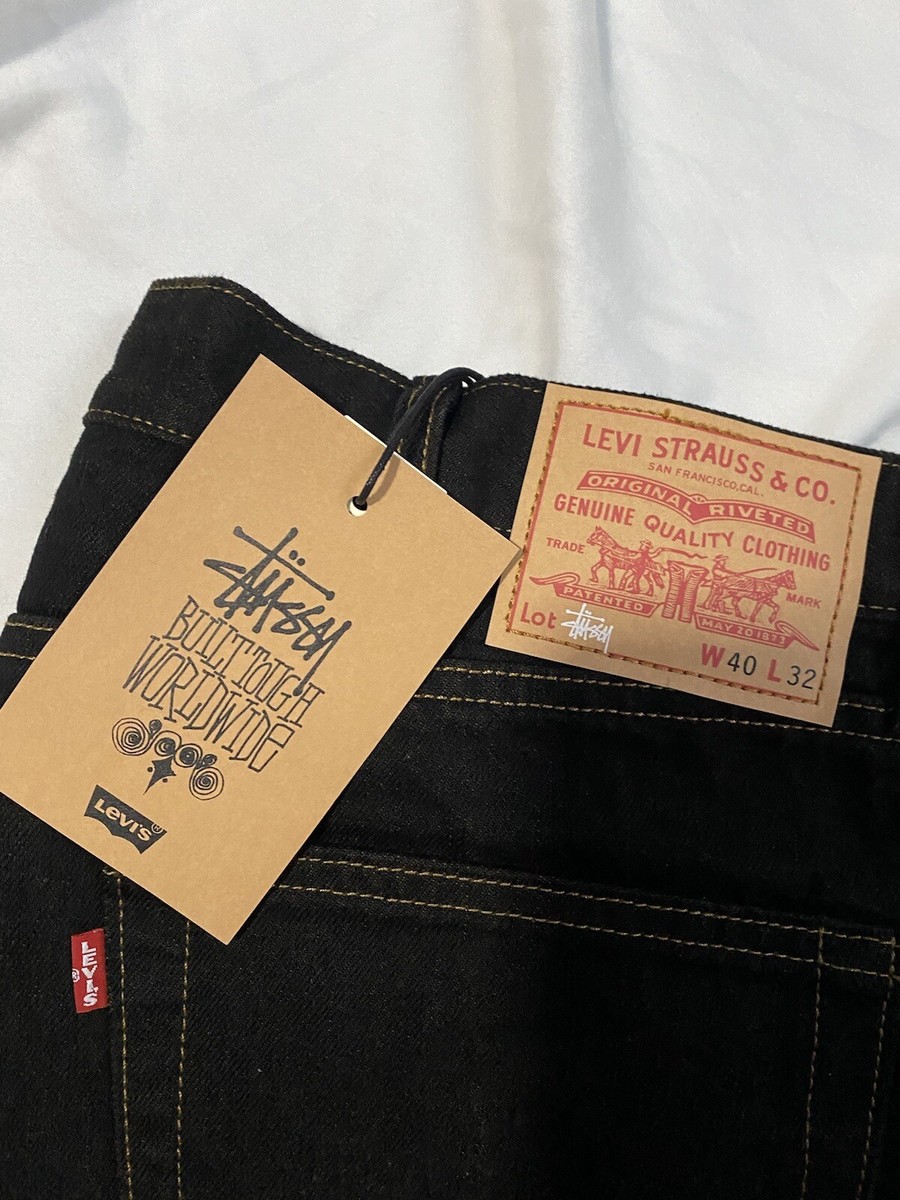 Stüssy
BUILT TOUGH
WORLDWIDE
Levi's®
LEVI STRAUSS & CO.
SAN FRANCISCO, CAL.
ORIGINAL RIVETED
GENUINE QUALITY CLOTHING
TRADE MARK
PATENTED MAY 20 1873
Lot Stüssy
W 40 L 32
LEVI'S
®